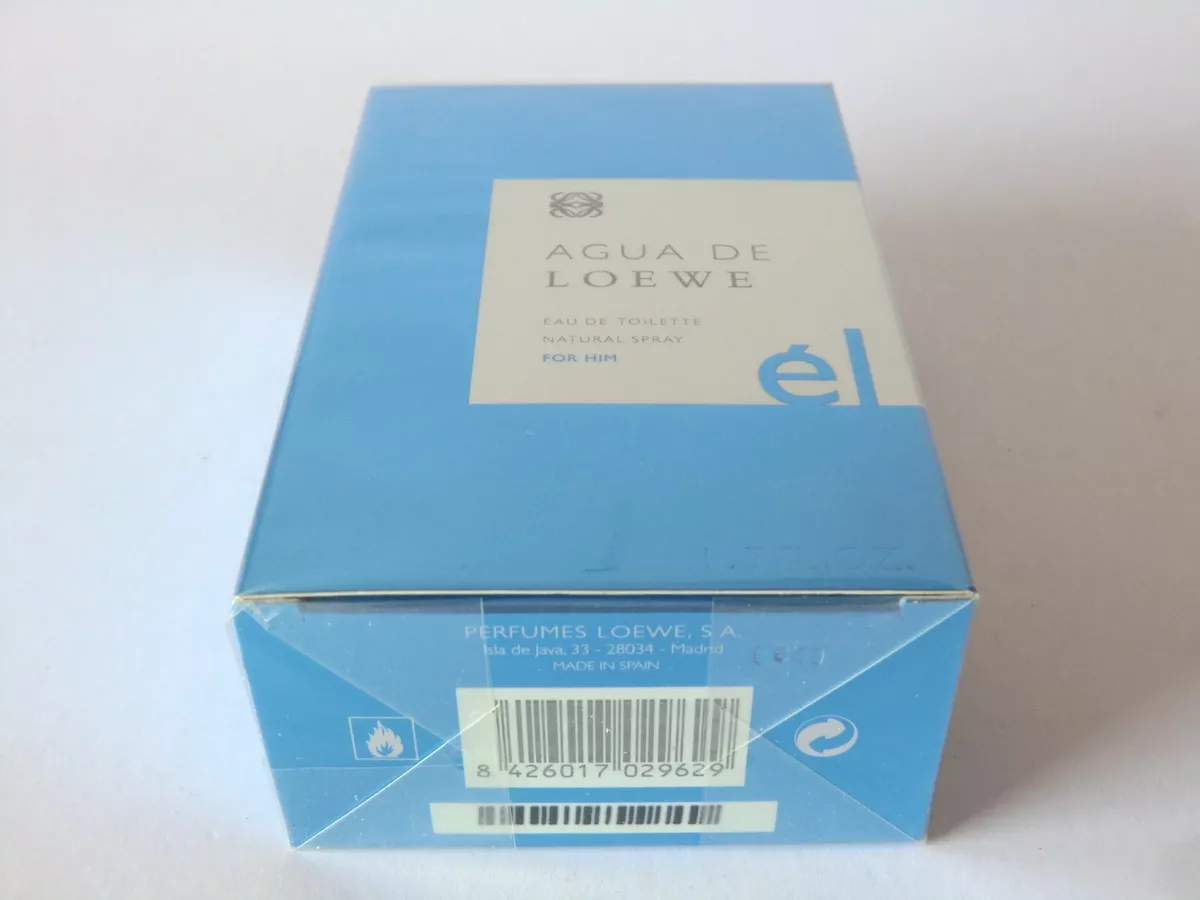 AGUA DE
LOEWE
EAU DE TOILETTE
NATURAL SPRAY
FOR HIM
él
PERFUMES LOEWE, S.A.
Isla de Java, 33 - 28034 - Madrid
MADE IN SPAIN
8 426017 029629